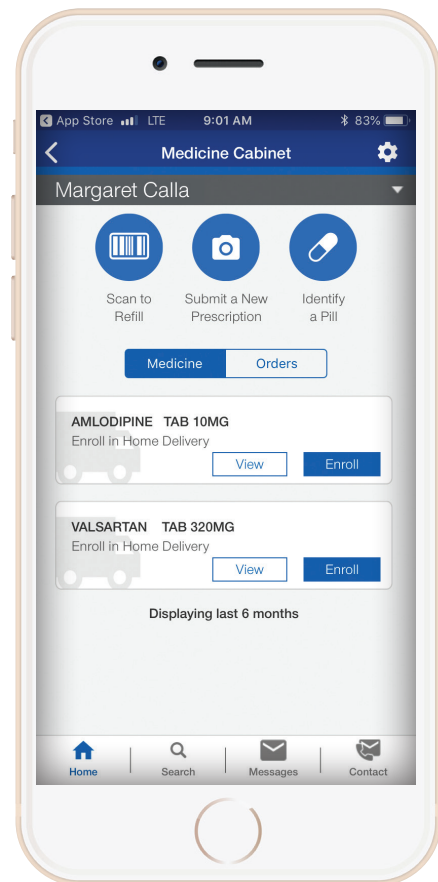 App Store LTE 9:01 AM 83%
Medicine Cabinet
Margaret Calla
Scan to Refill
Submit a New Prescription
Identify a Pill
Medicine Orders
AMLODIPINE TAB 10MG
Enroll in Home Delivery
View Enroll
VALSARTAN TAB 320MG
Enroll in Home Delivery
View Enroll
Displaying last 6 months
Home Search Messages Contact